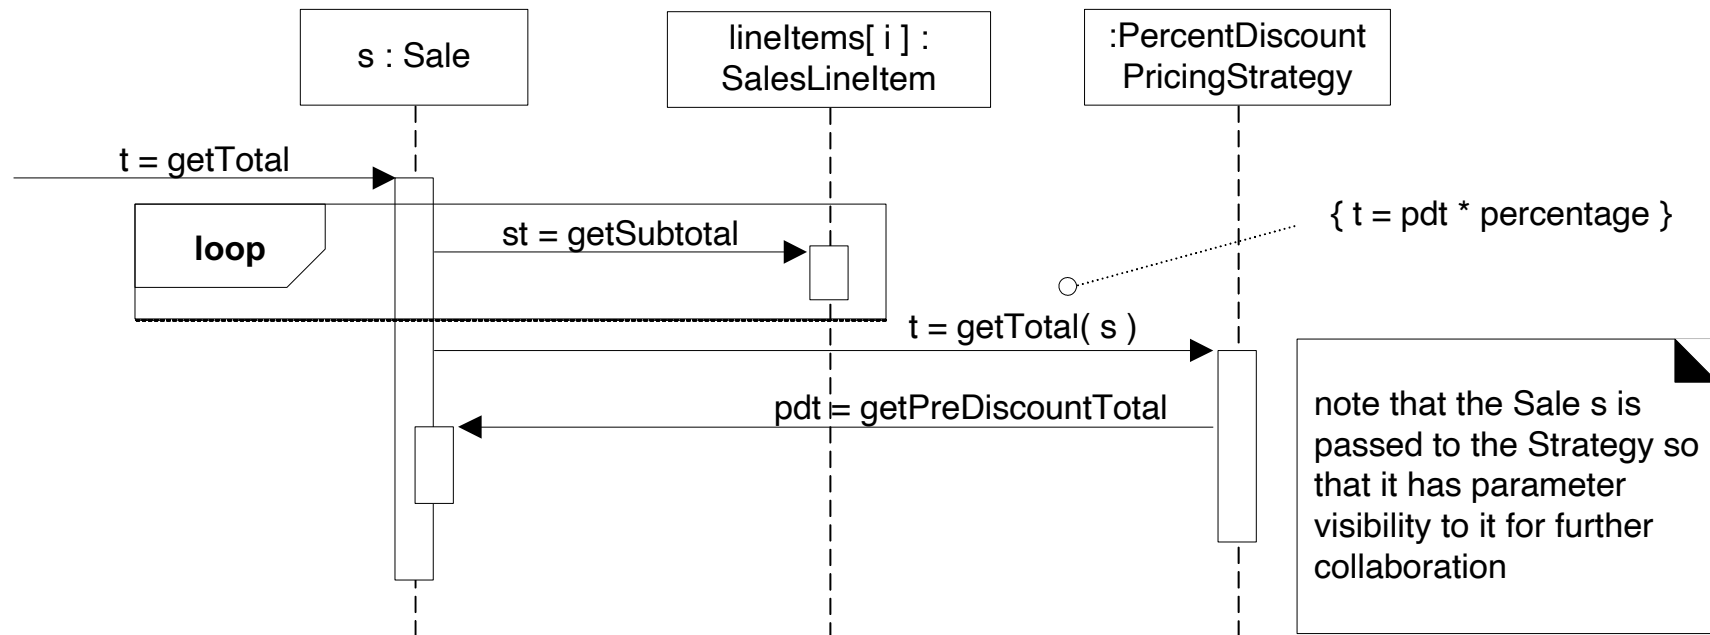 s : Sale
lineItems[ i ] :
SalesLineItem
:PercentDiscount
PricingStrategy
t = getTotal
loop
st = getSubtotal
{ t = pdt * percentage }
t = getTotal( s )
pdt = getPreDiscountTotal
note that the Sale s is
passed to the Strategy so
that it has parameter
visibility to it for further
collaboration